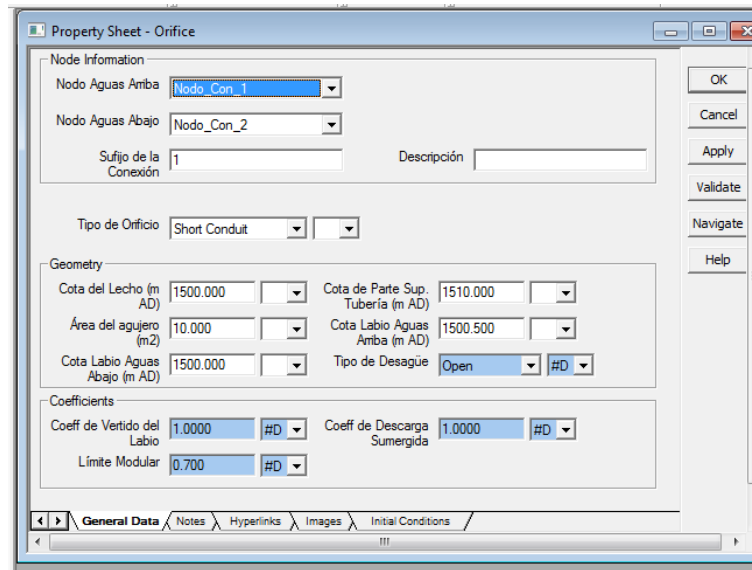 Property Sheet - Orifice
Node Information
Nodo Aguas Arriba
Nodo_Con_1
Nodo Aguas Abajo
Nodo_Con_2
Sufijo de la
Conexión
1
Descripción
Tipo de Orificio
Short Conduit
Geometry
Cota del Lecho (m
AD)
1500.000
Cota de Parte Sup.
Tubería (m AD)
1510.000
Área del agujero
(m2)
10.000
Cota Labio Aguas
Arriba (m AD)
1500.500
Cota Labio Aguas
Abajo (m AD)
1500.000
Tipo de Desagüe
Open
#D
Coefficients
Coeff de Vertido del
Labio
1.0000
#D
Coeff de Descarga
Sumergida
1.0000
#D
Límite Modular
0.700
#D
General Data
Notes
Hyperlinks
Images
Initial Conditions
OK
Cancel
Apply
Validate
Navigate
Help